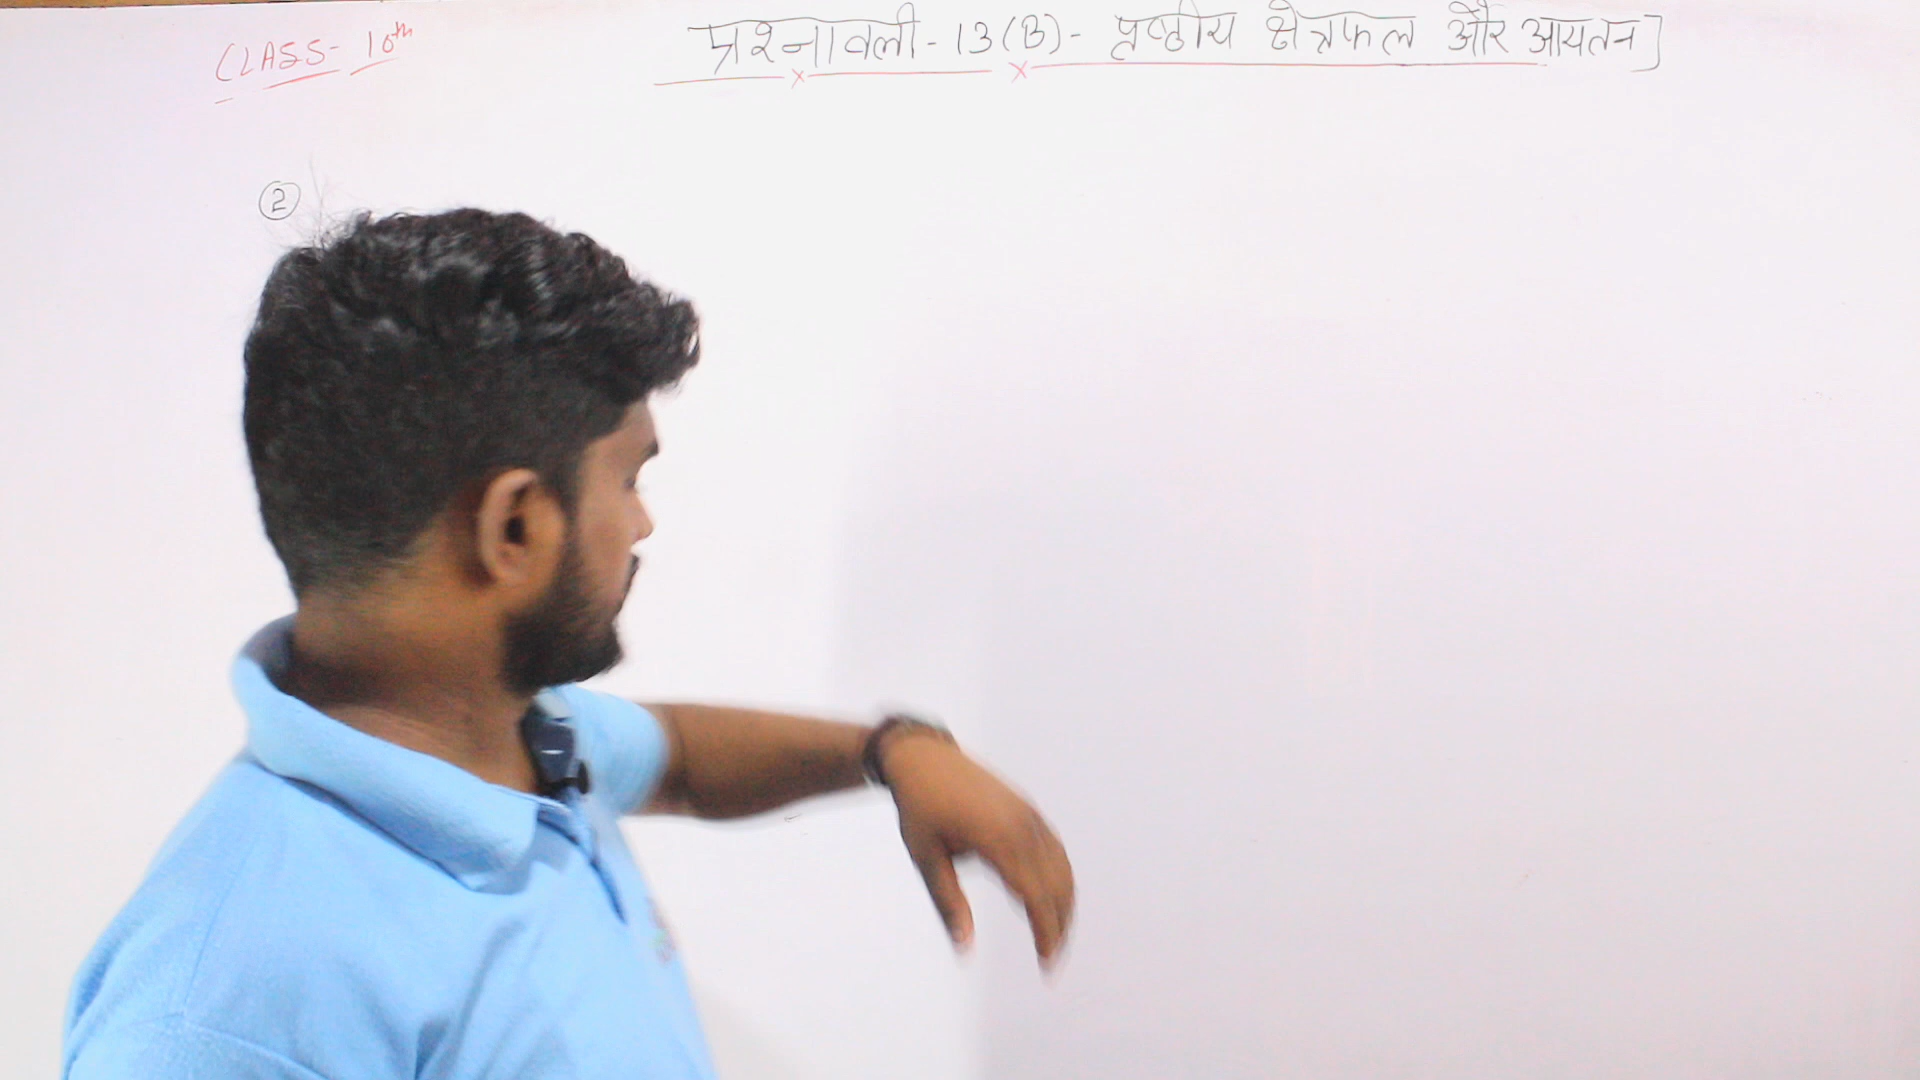 CLASS- 10th
प्रश्नावली - 13 (B) - पृष्ठीय क्षेत्रफल और आयतन]
2